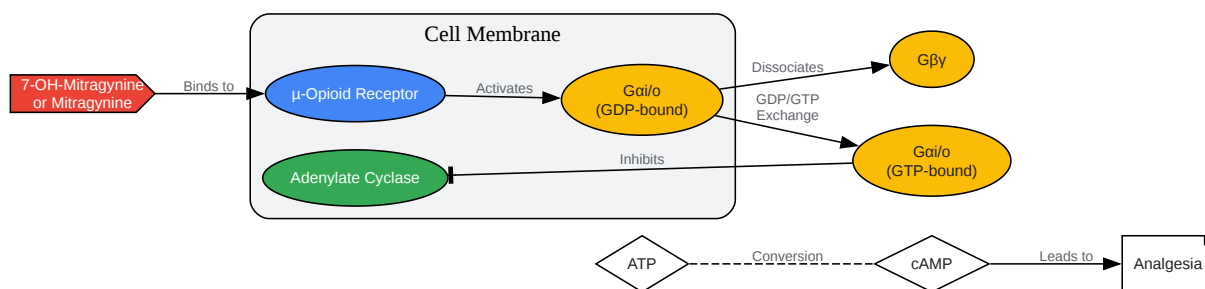 Cell Membrane
7-OH-Mitragynine
or Mitragynine
Binds to
µ-Opioid Receptor
Activates
Gαi/o
(GDP-bound)
Dissociates
Gβγ
GDP/GTP
Exchange
Gαi/o
(GTP-bound)
Inhibits
Adenylate Cyclase
ATP
Conversion
cAMP
Leads to
Analgesia